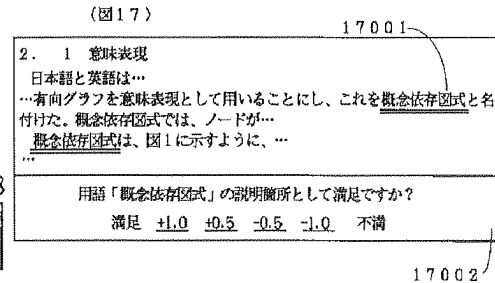 (図17)
17001
2. 1 意味表現
日本語と英語は…
…有向グラフを意味表現として用いることにし、これを概念依存図式と名
付けた。概念依存図式では、ノードが…
概念依存図式は、図1に示すように、…
…
用語「概念依存図式」の説明箇所として満足ですか?
満足 +1.0 +0.5 -0.5 -1.0 不満
17002